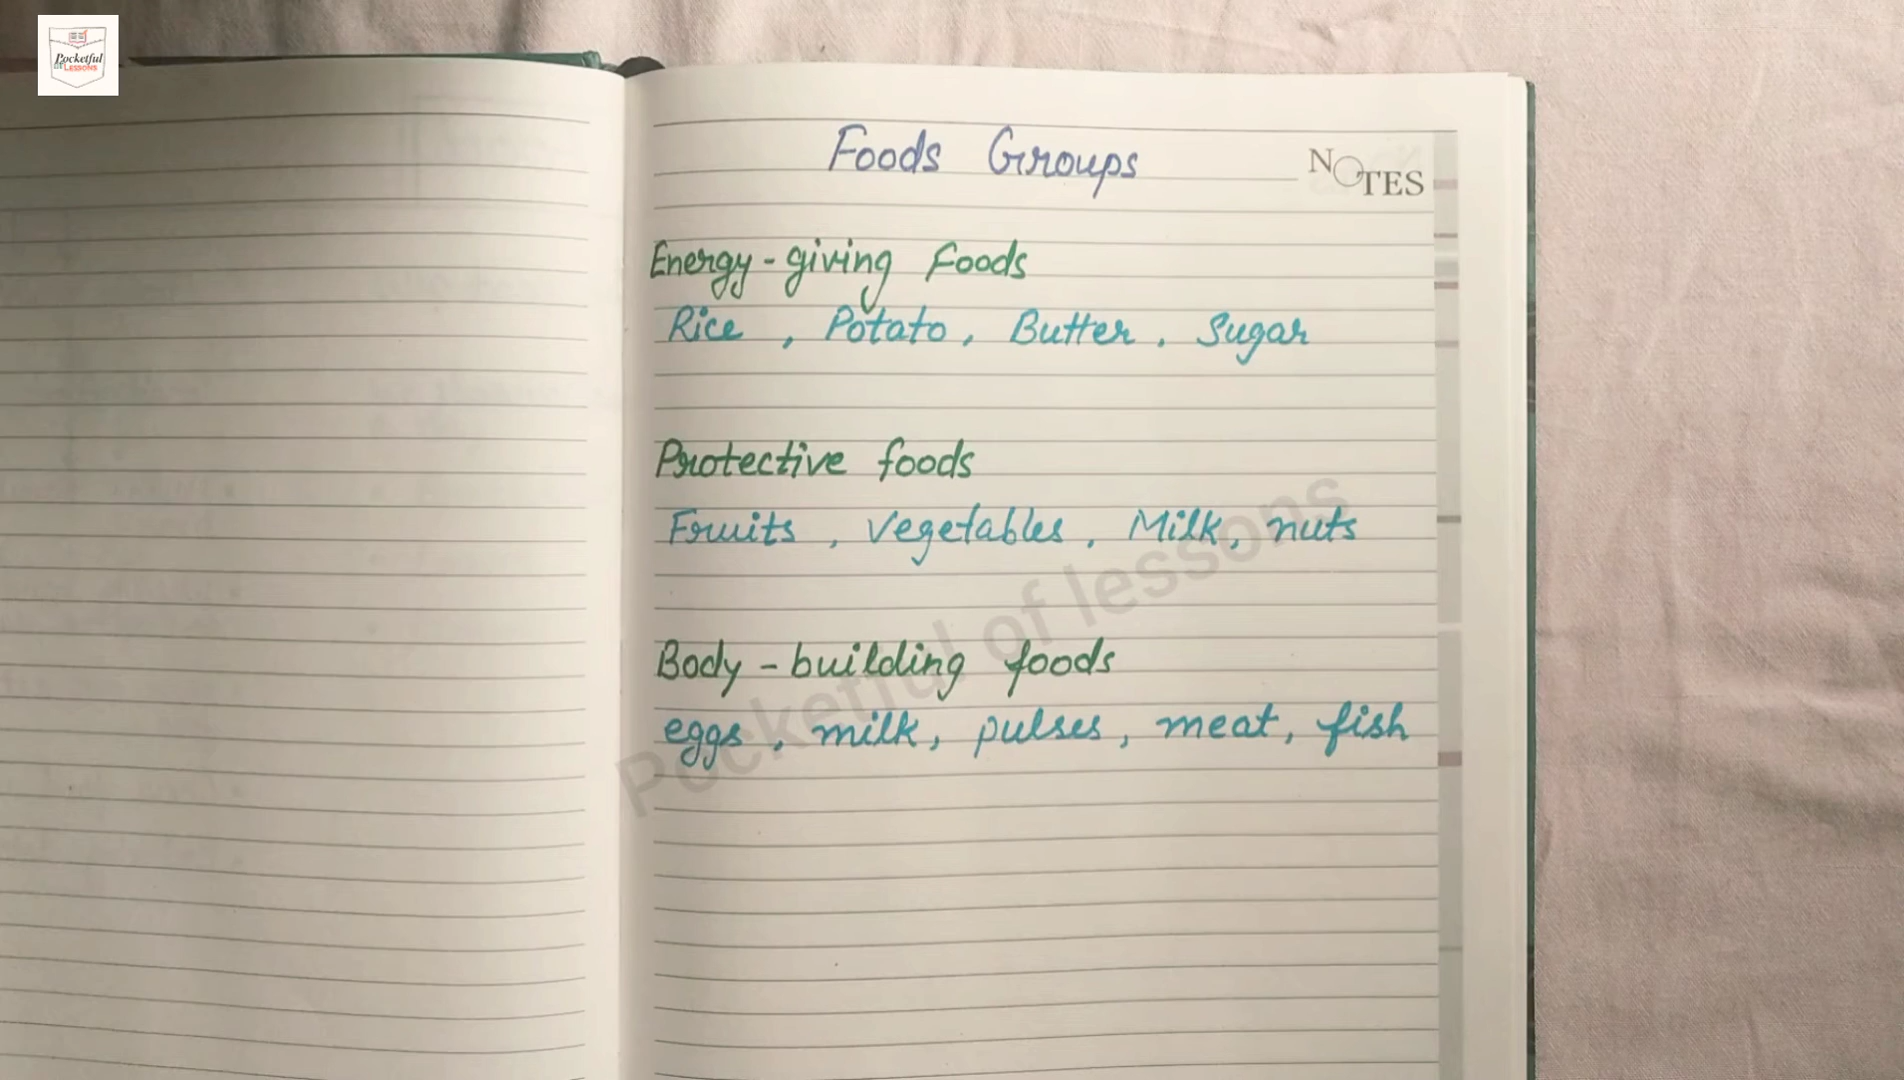 Pocketful
OF LESSONS
Foods Groups
NOTES
Energy-giving Foods
Rice, Potato, Butter, Sugar
Protective foods
Fruits, Vegetables, Milk, nuts
Body-building foods
eggs, milk, pulses, meat, fish
Pocketful of lessons